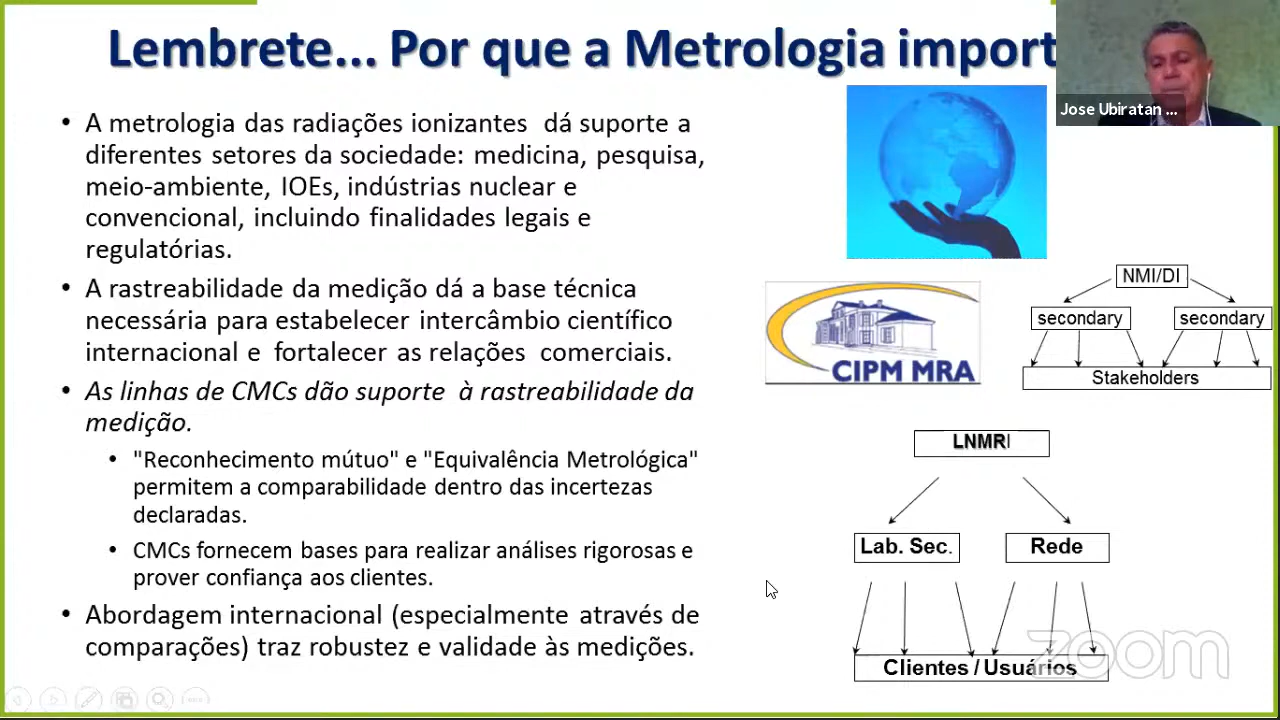 Lembrete... Por que a Metrologia import
Jose Ubiratan ...
• A metrologia das radiações ionizantes dá suporte a
diferentes setores da sociedade: medicina, pesquisa,
meio-ambiente, IOEs, indústrias nuclear e
convencional, incluindo finalidades legais e
regulatórias.
• A rastreabilidade da medição dá a base técnica
necessária para estabelecer intercâmbio científico
internacional e fortalecer as relações comerciais.
• As linhas de CMCs dão suporte à rastreabilidade da
medição.
• "Reconhecimento mútuo" e "Equivalência Metrológica"
permitem a comparabilidade dentro das incertezas
declaradas.
• CMCs fornecem bases para realizar análises rigorosas e
prover confiança aos clientes.
• Abordagem internacional (especialmente através de
comparações) traz robustez e validade às medições.
CIPM MRA
NMI/DI
secondary secondary
Stakeholders
LNMRI
Lab. Sec. Rede
Clientes / Usuários
zoom